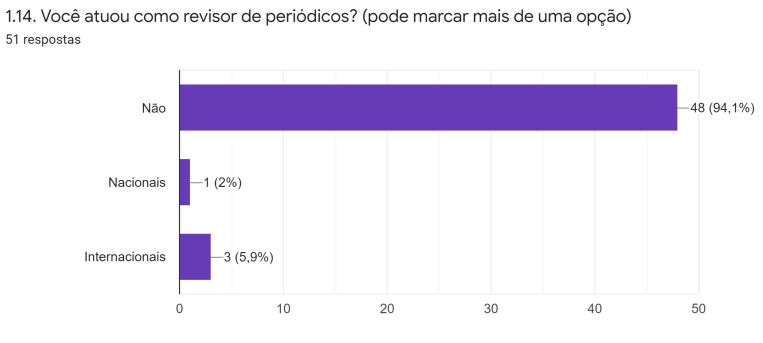 1.14. Você atuou como revisor de periódicos? (pode marcar mais de uma opção)
51 respostas
Não
48 (94,1%)
Nacionais
1 (2%)
Internacionais
3 (5,9%)
0 10 20 30 40 50